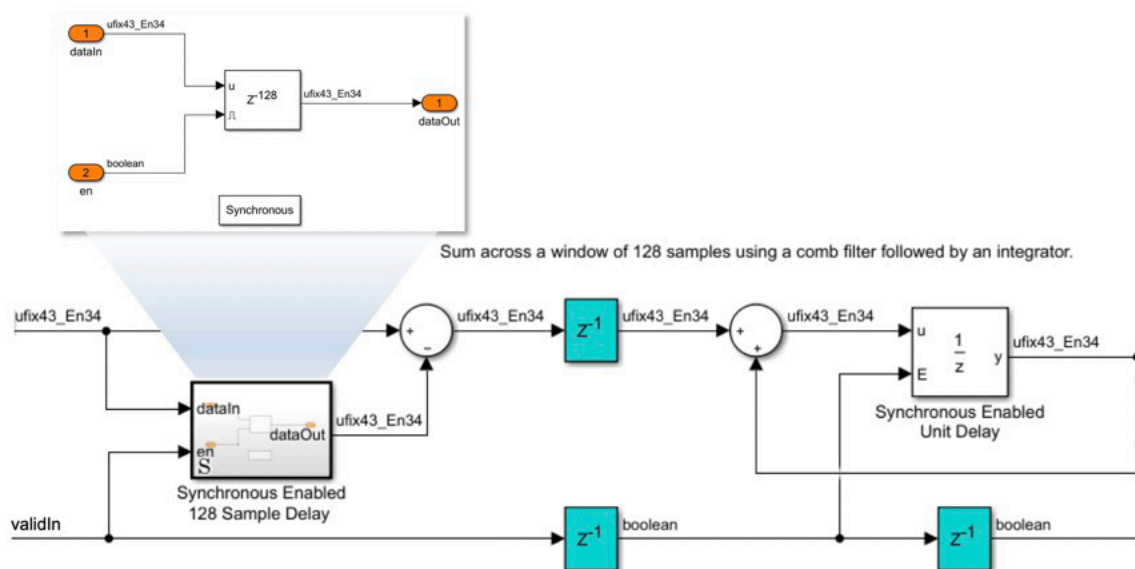 1
ufix43_En34
dataIn
u
z-128
ufix43_En34
1
dataOut
boolean
2
en
Synchronous
Sum across a window of 128 samples using a comb filter followed by an integrator.
ufix43_En34
+
−
ufix43_En34
z-1
ufix43_En34
+
+
ufix43_En34
u
1
z
y
E
ufix43_En34
Synchronous Enabled
Unit Delay
dataIn
dataOut
en
S
ufix43_En34
Synchronous Enabled
128 Sample Delay
validIn
z-1
boolean
z-1
boolean